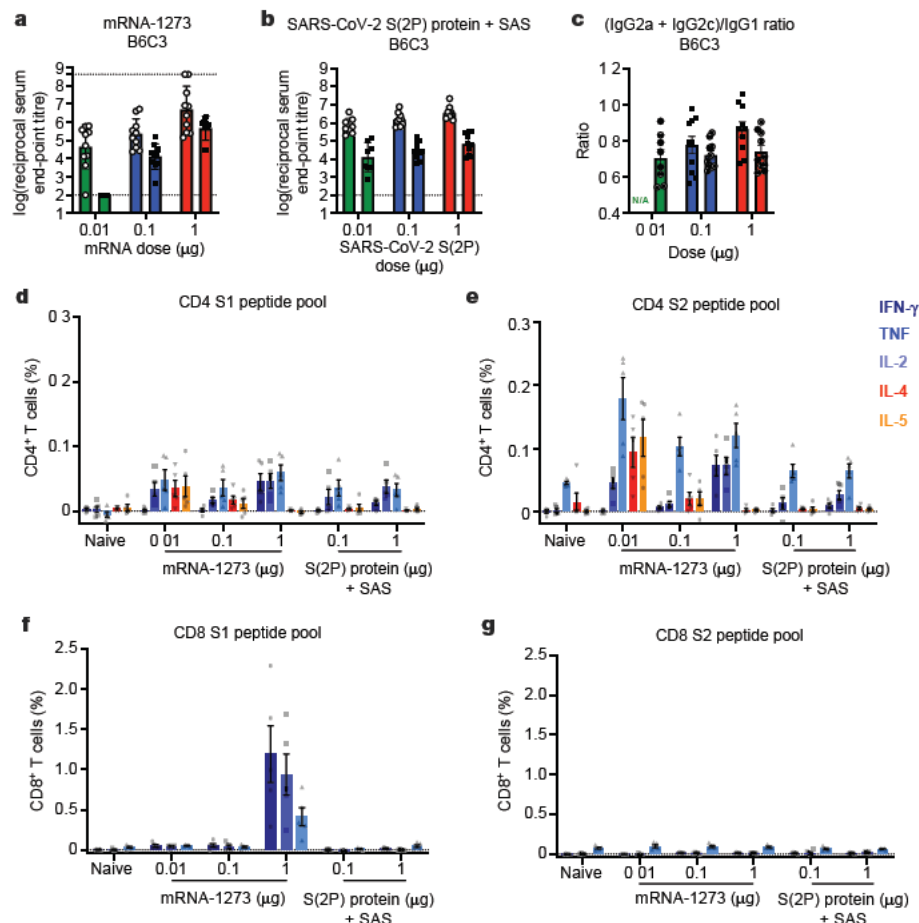 a
mRNA-1273
B6C3
log(reciprocal serum
end-point titre)
9
8
7
6
5
4
3
2
1
0.01
0.1
1
mRNA dose (μg)
b
SARS-CoV-2 S(2P) protein + SAS
B6C3
log(reciprocal serum
end-point titre)
9
8
7
6
5
4
3
2
1
0.01
0.1
1
SARS-CoV-2 S(2P)
dose (μg)
c
(IgG2a + IgG2c)/IgG1 ratio
B6C3
Ratio
1.2
1.0
0.8
0.6
0.4
N/A
0 01
0.1
1
Dose (μg)
d
CD4 S1 peptide pool
CD4⁺ T cells (%)
0 3
0 2
0.1
0
Naive
0 01
0.1
1
0.1
1
mRNA-1273 (μg)
S(2P) protein (μg)
+ SAS
e
CD4 S2 peptide pool
CD4⁺ T cells (%)
0.3
0.2
0.1
0
Naive
0.01
0.1
1
0.1
1
mRNA-1273 (μg)
S(2P) protein (μg)
+ SAS
IFN-γ
TNF
IL-2
IL-4
IL-5
f
CD8 S1 peptide pool
CD8⁺ T cells (%)
2.5
2.0
1.5
1.0
0.5
0
Naive
0.01
0.1
1
0.1
1
mRNA-1273 (μg)
S(2P) protein (μg)
+ SAS
g
CD8 S2 peptide pool
CD8⁺ T cells (%)
2.5
2.0
1.5
1.0
0.5
0
Naive
0 01
0.1
1
0.1
1
mRNA-1273 (μg)
S(2P) protein (μg)
+ SAS